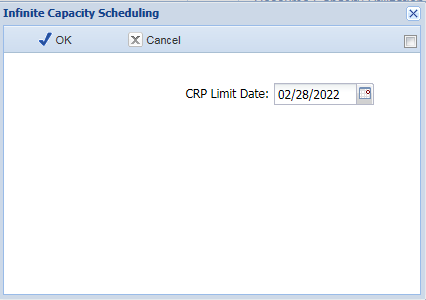 Infinite Capacity Scheduling
OK Cancel
CRP Limit Date: 02/28/2022